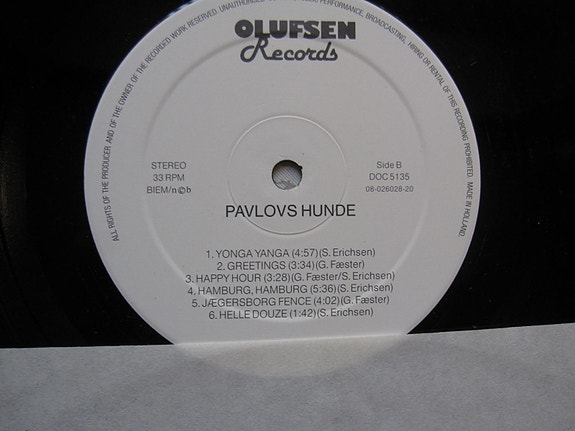 OLUFSEN
Records
ALL RIGHTS OF THE PRODUCER AND OF THE OWNER OF THE RECORDED WORK RESERVED. UNAUTHORISED PERFORMANCE, BROADCASTING, HIRING OR RENTAL OF THIS RECORDING PROHIBITED. MADE IN HOLLAND.
STEREO
33 RPM
BIEM/n©b
Side B
DOC 5135
08-026028-20
PAVLOVS HUNDE
1. YONGA YANGA (4:57)(S. Erichsen)
2. GREETINGS (3:34)(G. Fæster)
3. HAPPY HOUR (3:28)(G. Fæster/S. Erichsen)
4. HAMBURG, HAMBURG (5:36)(S. Erichsen)
5. JÆGERSBORG FENCE (4:02)(G. Fæster)
6. HELLE DOUZE (1:42)(S. Erichsen)